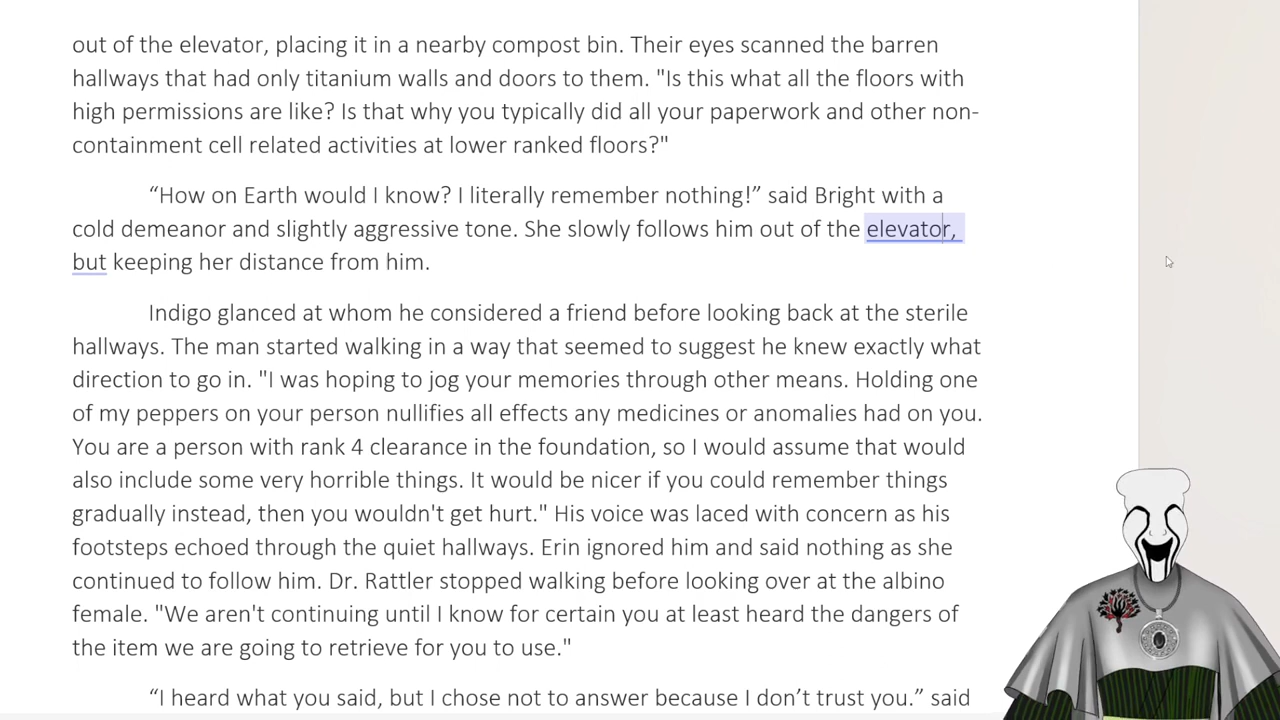 out of the elevator, placing it in a nearby compost bin. Their eyes scanned the barren
hallways that had only titanium walls and doors to them. "Is this what all the floors with
high permissions are like? Is that why you typically did all your paperwork and other non-
containment cell related activities at lower ranked floors?"
“How on Earth would I know? I literally remember nothing!” said Bright with a
cold demeanor and slightly aggressive tone. She slowly follows him out of the elevator,
but keeping her distance from him.
Indigo glanced at whom he considered a friend before looking back at the sterile
hallways. The man started walking in a way that seemed to suggest he knew exactly what
direction to go in. "I was hoping to jog your memories through other means. Holding one
of my peppers on your person nullifies all effects any medicines or anomalies had on you.
You are a person with rank 4 clearance in the foundation, so I would assume that would
also include some very horrible things. It would be nicer if you could remember things
gradually instead, then you wouldn't get hurt." His voice was laced with concern as his
footsteps echoed through the quiet hallways. Erin ignored him and said nothing as she
continued to follow him. Dr. Rattler stopped walking before looking over at the albino
female. "We aren't continuing until I know for certain you at least heard the dangers of
the item we are going to retrieve for you to use."
“I heard what you said, but I chose not to answer because I don’t trust you.” said